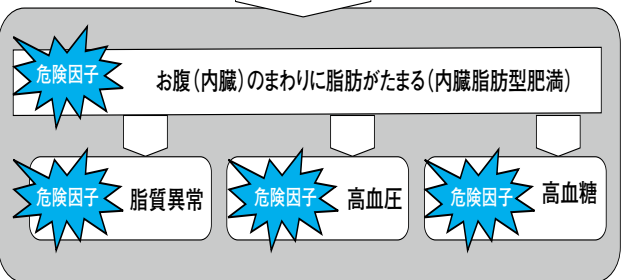 危険因子
お腹(内臓)のまわりに脂肪がたまる(内臓脂肪型肥満)
危険因子 脂質異常
危険因子 高血圧
危険因子 高血糖